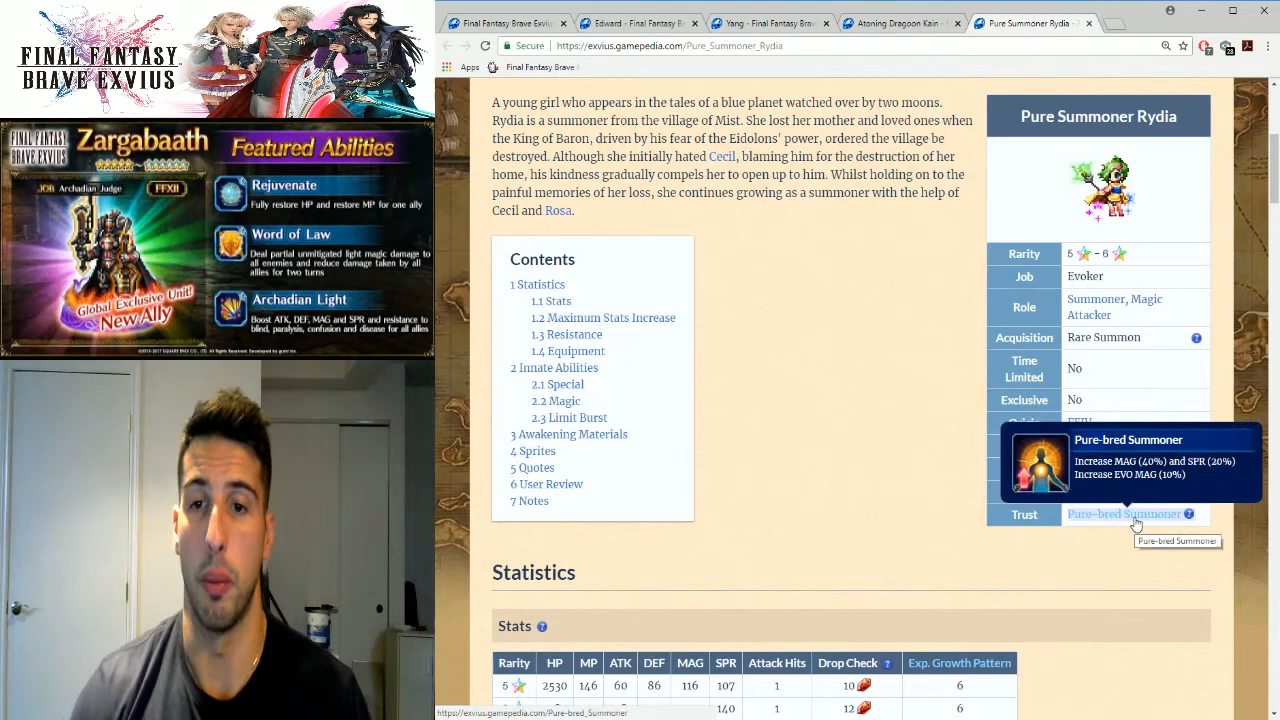 FINAL FANTASY
BRAVE EXVIUS
FINAL FANTASY
BRAVE EXVIUS
Zargabaath
Featured Abilities
JOB Archadian Judge
FFXII
Global Exclusive Unit!
New Ally
Rejuvenate
Fully restore HP and restore MP for one ally
Word of Law
Deal partial unmitigated light magic damage to
all enemies and reduce damage taken by all
allies for two turns
Archadian Light
Boost ATK, DEF, MAG and SPR and resistance to
blind, paralysis, confusion and disease for all allies
Final Fantasy Brave Exviu
Edward - Final Fantasy B
Yang - Final Fantasy Brav
Atoning Dragoon Kain -
Pure Summoner Rydia -
Secure
https://exvius.gamepedia.com/Pure_Summoner_Rydia
Apps
Final Fantasy Brave E
A young girl who appears in the tales of a blue planet watched over by two moons.
Rydia is a summoner from the village of Mist. She lost her mother and loved ones when
the King of Baron, driven by his fear of the Eidolons' power, ordered the village be
destroyed. Although she initially hated Cecil, blaming him for the destruction of her
home, his kindness gradually compels her to open up to him. Whilst holding on to the
painful memories of her loss, she continues growing as a summoner with the help of
Cecil and Rosa.
Contents
1 Statistics
1.1 Stats
1.2 Maximum Stats Increase
1.3 Resistance
1.4 Equipment
2 Innate Abilities
2.1 Special
2.2 Magic
2.3 Limit Burst
3 Awakening Materials
4 Sprites
5 Quotes
6 User Review
7 Notes
Pure Summoner Rydia
Rarity 5 - 6
Job Evoker
Role Summoner, Magic
Attacker
Acquisition Rare Summon ?
Time
Limited No
Exclusive No
Pure-bred Summoner
Increase MAG (40%) and SPR (20%)
Increase EVO MAG (10%)
Trust Pure-bred Summoner ?
Pure-bred Summoner
Statistics
Stats ?
Rarity HP MP ATK DEF MAG SPR Attack Hits Drop Check ? Exp. Growth Pattern
5 2530 146 60 86 116 107 1 10 6
140 1 12 6
https://exvius.gamepedia.com/Pure-bred_Summoner